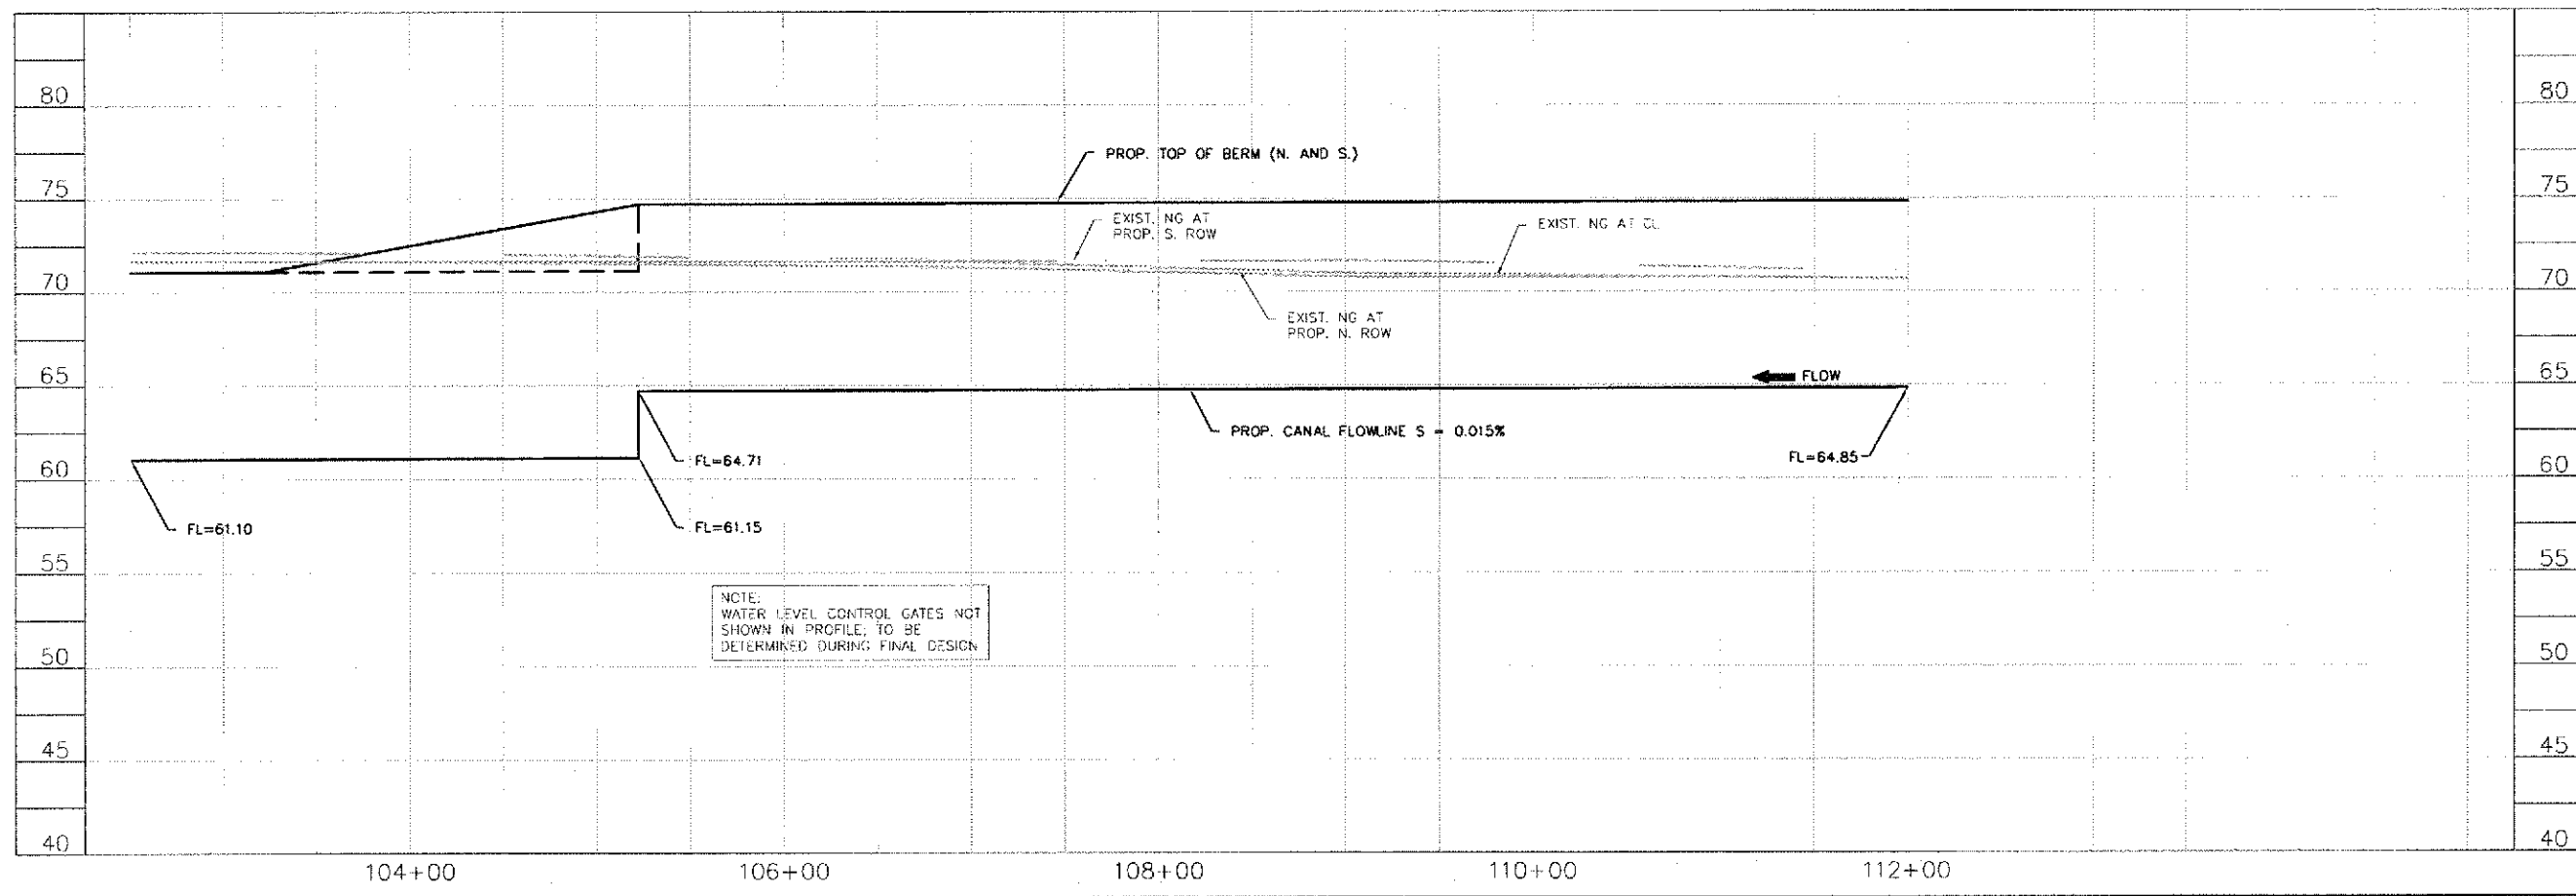 80
80
PROP. TOP OF BERM (N. AND S.)
75
75
EXIST. NG AT
PROP. S. ROW
EXIST. NG AT CL
70
70
EXIST. NG AT
PROP. N. ROW
65
65
FLOW
PROP. CANAL FLOWLINE S = 0.015%
FL=64.71
FL=64.85
60
60
FL=61.10
FL=61.15
55
55
NOTE:
WATER LEVEL CONTROL GATES NOT
SHOWN IN PROFILE; TO BE
DETERMINED DURING FINAL DESIGN
50
50
45
45
40
40
104+00
106+00
108+00
110+00
112+00